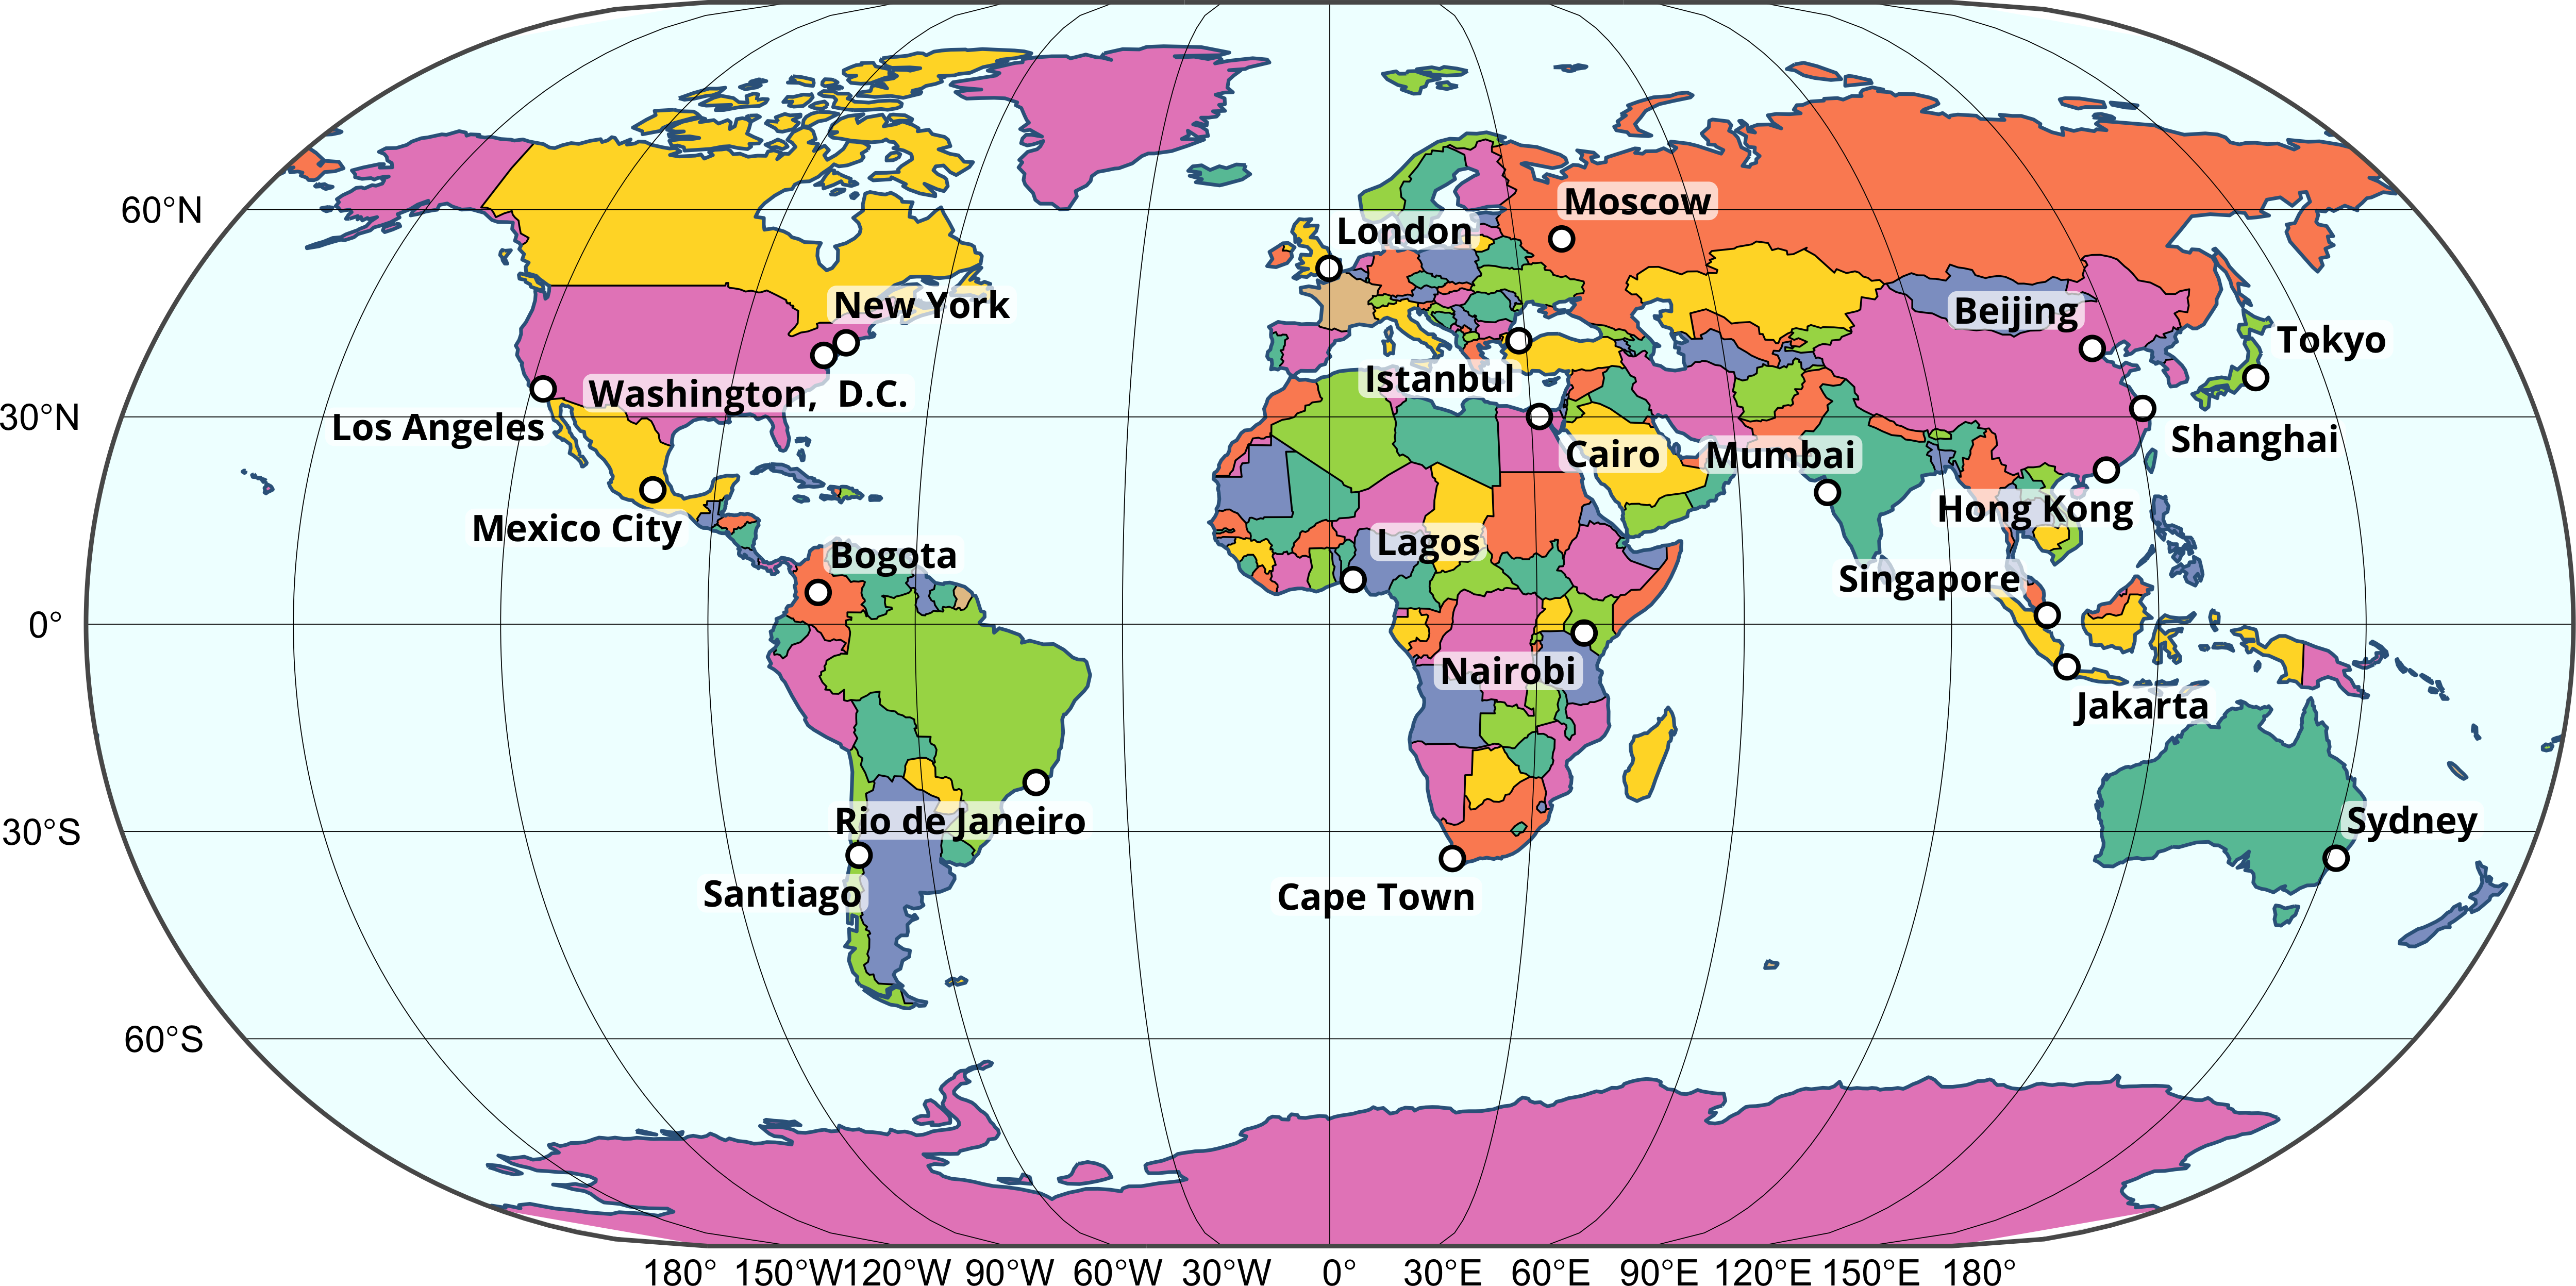 Moscow
60°N
London
New York
Beijing
Tokyo
Istanbul
Washington, D.C.
30°N
Los Angeles
Shanghai
Cairo
Mumbai
Hong Kong
Mexico City
Lagos
Bogota
Singapore
0°
Nairobi
Jakarta
Rio de Janeiro
Sydney
30°S
Santiago
Cape Town
60°S
180° 150°W 120°W 90°W 60°W 30°W 0° 30°E 60°E 90°E 120°E 150°E 180°